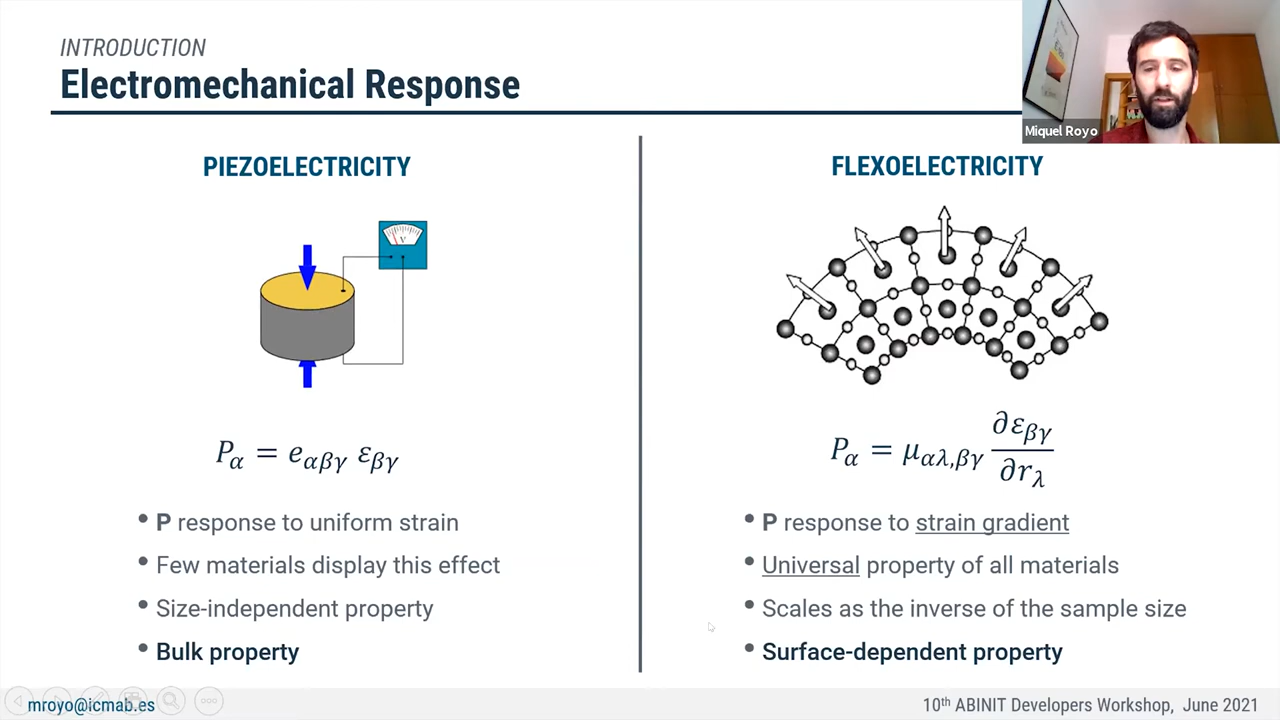 INTRODUCTION
Electromechanical Response
Miquel Royo
PIEZOELECTRICITY
V
P_α = e_αβγ ε_βγ
• P response to uniform strain
• Few materials display this effect
• Size-independent property
• Bulk property
FLEXOELECTRICITY
P_α = μ_αλ,βγ ∂ε_βγ / ∂r_λ
• P response to strain gradient
• Universal property of all materials
• Scales as the inverse of the sample size
• Surface-dependent property
mroyo@icmab.es
10th ABINIT Developers Workshop, June 2021